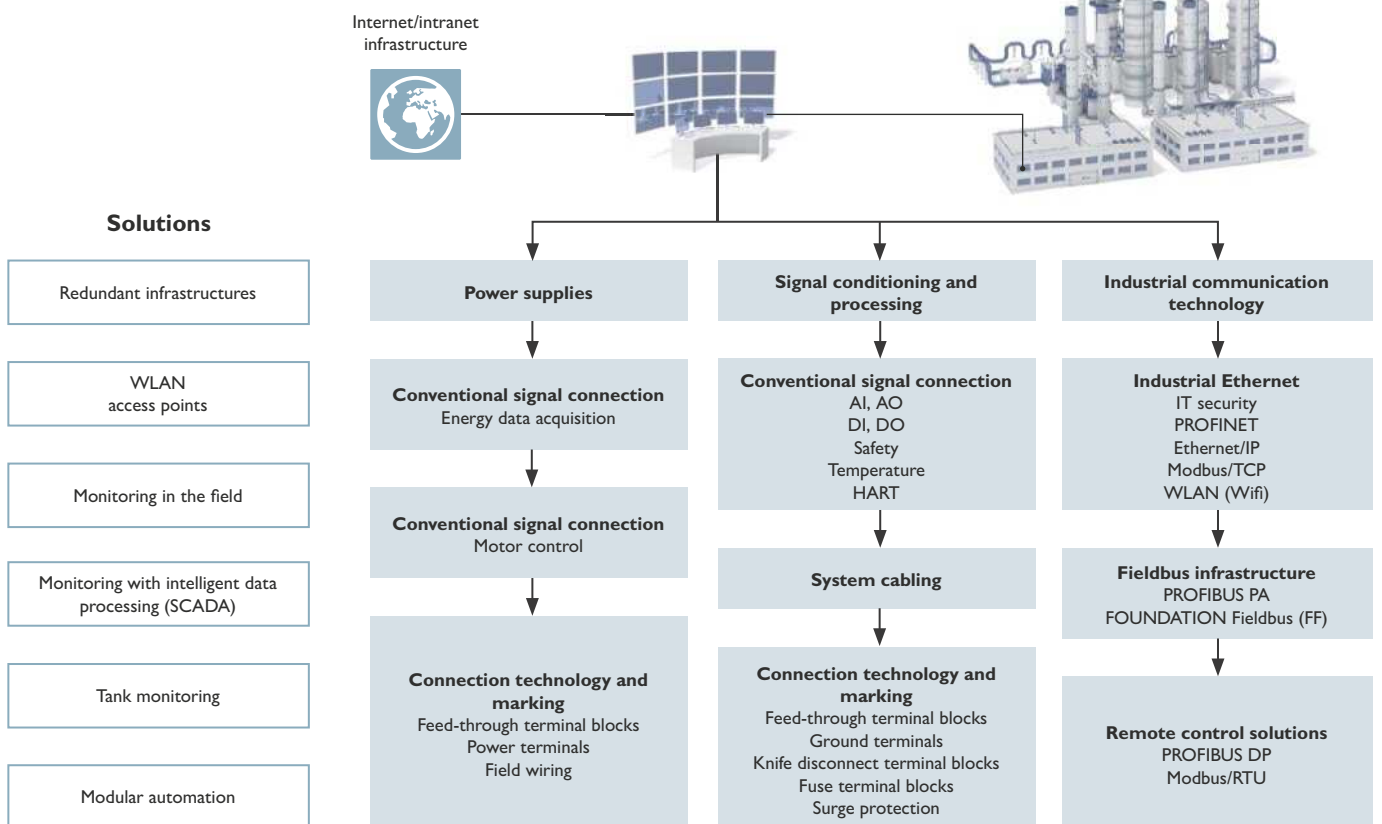 Internet/intranet
infrastructure
Solutions
Redundant infrastructures
WLAN
access points
Monitoring in the field
Monitoring with intelligent data
processing (SCADA)
Tank monitoring
Modular automation
Power supplies
Conventional signal connection
Energy data acquisition
Conventional signal connection
Motor control
Connection technology and
marking
Feed-through terminal blocks
Power terminals
Field wiring
Signal conditioning and
processing
Conventional signal connection
AI, AO
DI, DO
Safety
Temperature
HART
System cabling
Connection technology and
marking
Feed-through terminal blocks
Ground terminals
Knife disconnect terminal blocks
Fuse terminal blocks
Surge protection
Industrial communication
technology
Industrial Ethernet
IT security
PROFINET
Ethernet/IP
Modbus/TCP
WLAN (Wifi)
Fieldbus infrastructure
PROFIBUS PA
FOUNDATION Fieldbus (FF)
Remote control solutions
PROFIBUS DP
Modbus/RTU